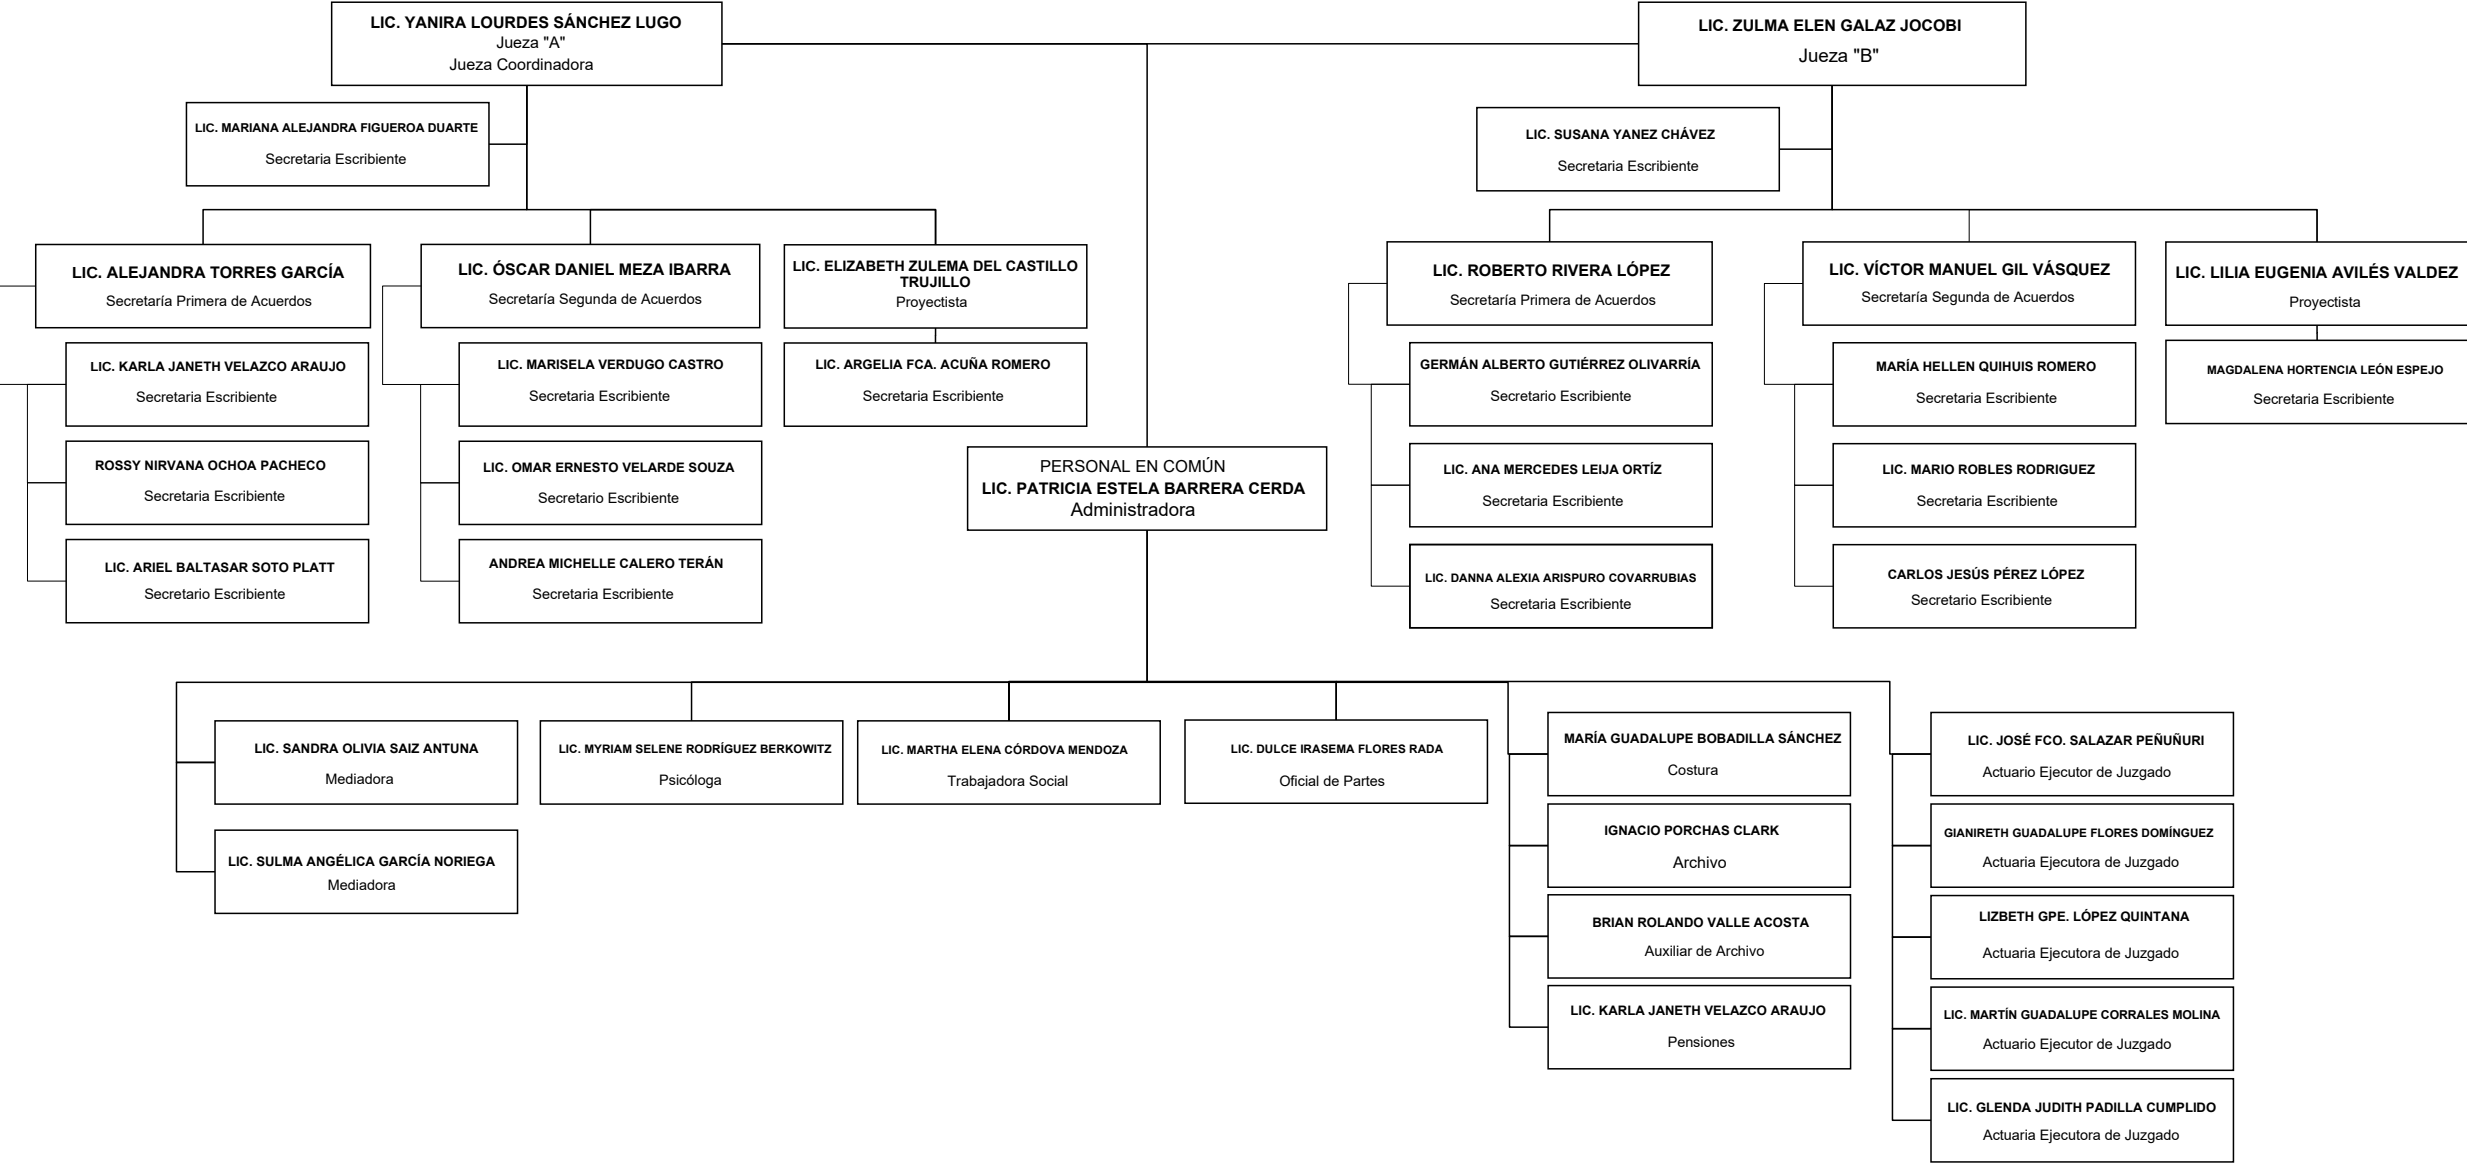 LIC. YANIRA LOURDES SÁNCHEZ LUGO
Jueza "A"
Jueza Coordinadora
LIC. ZULMA ELEN GALAZ JOCOBI
Jueza "B"
LIC. MARIANA ALEJANDRA FIGUEROA DUARTE
Secretaria Escribiente
LIC. SUSANA YANEZ CHÁVEZ
Secretaria Escribiente
LIC. ALEJANDRA TORRES GARCÍA
Secretaría Primera de Acuerdos
LIC. ÓSCAR DANIEL MEZA IBARRA
Secretaría Segunda de Acuerdos
LIC. ELIZABETH ZULEMA DEL CASTILLO
TRUJILLO
Proyectista
LIC. ROBERTO RIVERA LÓPEZ
Secretaría Primera de Acuerdos
LIC. VÍCTOR MANUEL GIL VÁSQUEZ
Secretaría Segunda de Acuerdos
LIC. LILIA EUGENIA AVILÉS VALDEZ
Proyectista
LIC. KARLA JANETH VELAZCO ARAUJO
Secretaria Escribiente
LIC. MARISELA VERDUGO CASTRO
Secretaria Escribiente
LIC. ARGELIA FCA. ACUÑA ROMERO
Secretaria Escribiente
GERMÁN ALBERTO GUTIÉRREZ OLIVARRÍA
Secretario Escribiente
MARÍA HELLEN QUIHUIS ROMERO
Secretaria Escribiente
MAGDALENA HORTENCIA LEÓN ESPEJO
Secretaria Escribiente
ROSSY NIRVANA OCHOA PACHECO
Secretaria Escribiente
LIC. OMAR ERNESTO VELARDE SOUZA
Secretario Escribiente
PERSONAL EN COMÚN
LIC. PATRICIA ESTELA BARRERA CERDA
Administradora
LIC. ANA MERCEDES LEIJA ORTÍZ
Secretaria Escribiente
LIC. MARIO ROBLES RODRIGUEZ
Secretaria Escribiente
LIC. ARIEL BALTASAR SOTO PLATT
Secretario Escribiente
ANDREA MICHELLE CALERO TERÁN
Secretaria Escribiente
LIC. DANNA ALEXIA ARISPURO COVARRUBIAS
Secretaria Escribiente
CARLOS JESÚS PÉREZ LÓPEZ
Secretario Escribiente
LIC. SANDRA OLIVIA SAIZ ANTUNA
Mediadora
LIC. MYRIAM SELENE RODRÍGUEZ BERKOWITZ
Psicóloga
LIC. MARTHA ELENA CÓRDOVA MENDOZA
Trabajadora Social
LIC. DULCE IRASEMA FLORES RADA
Oficial de Partes
MARÍA GUADALUPE BOBADILLA SÁNCHEZ
Costura
LIC. JOSÉ FCO. SALAZAR PEÑUÑURI
Actuario Ejecutor de Juzgado
LIC. SULMA ANGÉLICA GARCÍA NORIEGA
Mediadora
IGNACIO PORCHAS CLARK
Archivo
GIANIRETH GUADALUPE FLORES DOMÍNGUEZ
Actuaria Ejecutora de Juzgado
BRIAN ROLANDO VALLE ACOSTA
Auxiliar de Archivo
LIZBETH GPE. LÓPEZ QUINTANA
Actuaria Ejecutora de Juzgado
LIC. KARLA JANETH VELAZCO ARAUJO
Pensiones
LIC. MARTÍN GUADALUPE CORRALES MOLINA
Actuario Ejecutor de Juzgado
LIC. GLENDA JUDITH PADILLA CUMPLIDO
Actuaria Ejecutora de Juzgado